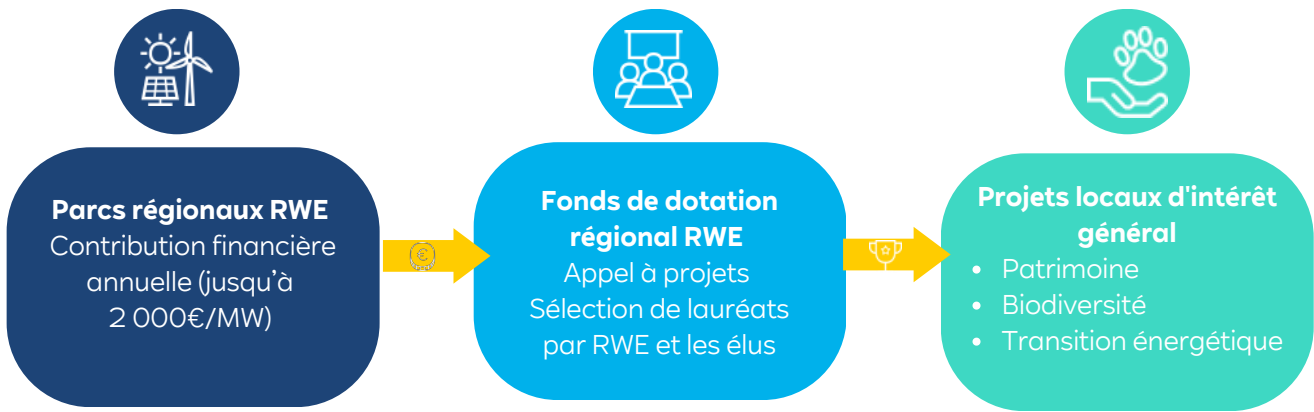 Parcs régionaux RWE
Contribution financière
annuelle (jusqu'à
2 000€/MW)
€
Fonds de dotation
régional RWE
Appel à projets
Sélection de lauréats
par RWE et les élus
Projets locaux d'intérêt
général
• Patrimoine
• Biodiversité
• Transition énergétique